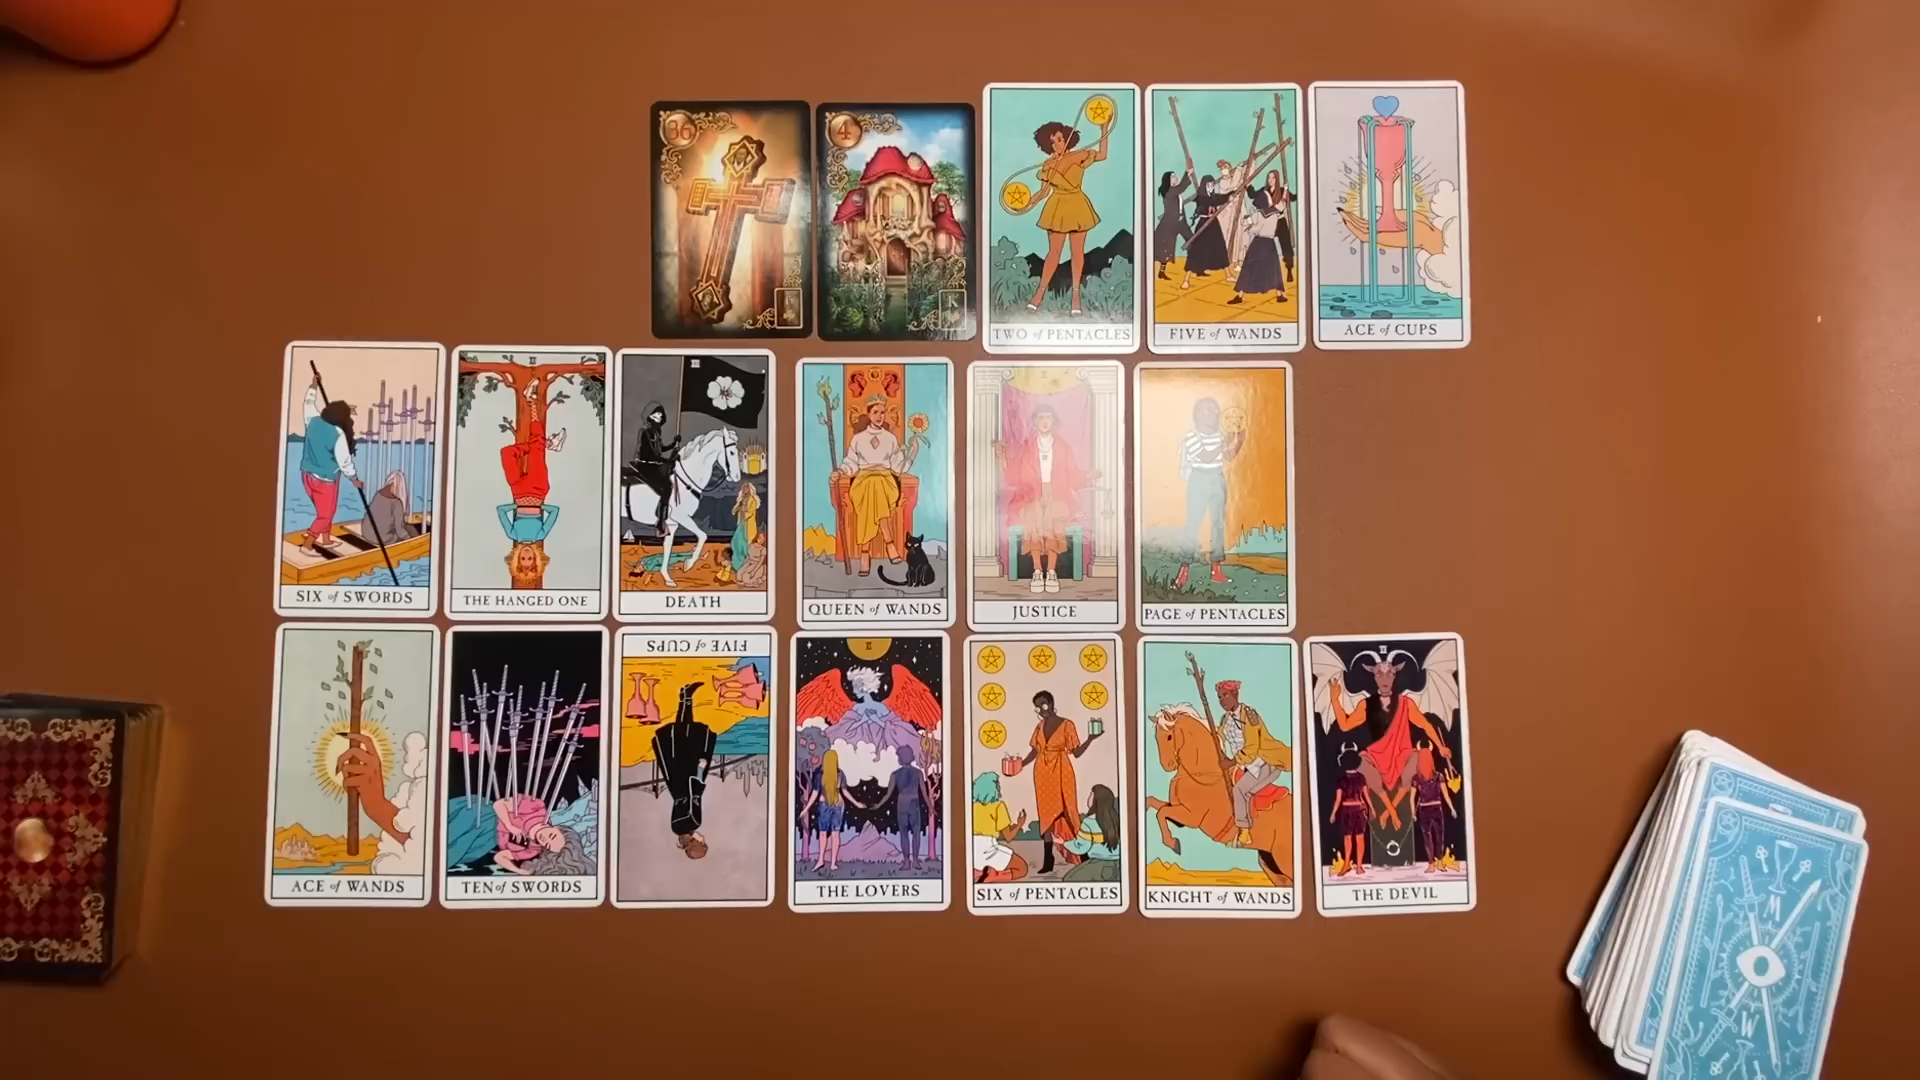 36
4
TWO of PENTACLES
FIVE of WANDS
ACE of CUPS
K
SIX of SWORDS
THE HANGED ONE
DEATH
QUEEN of WANDS
JUSTICE
PAGE of PENTACLES
ACE of WANDS
TEN of SWORDS
FIVE of CUPS
THE LOVERS
SIX of PENTACLES
KNIGHT of WANDS
THE DEVIL
M
W